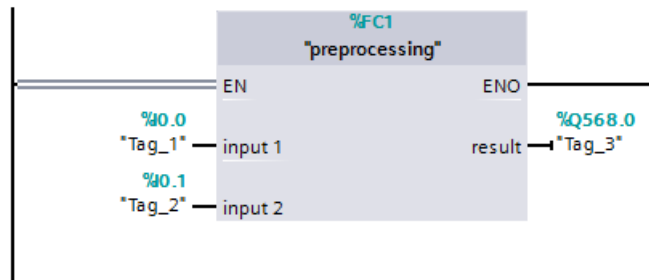 %FC1
"preprocessing"
EN ENO
%I0.0 %Q568.0
"Tag_1" input 1 result "Tag_3"
%I0.1
"Tag_2" input 2